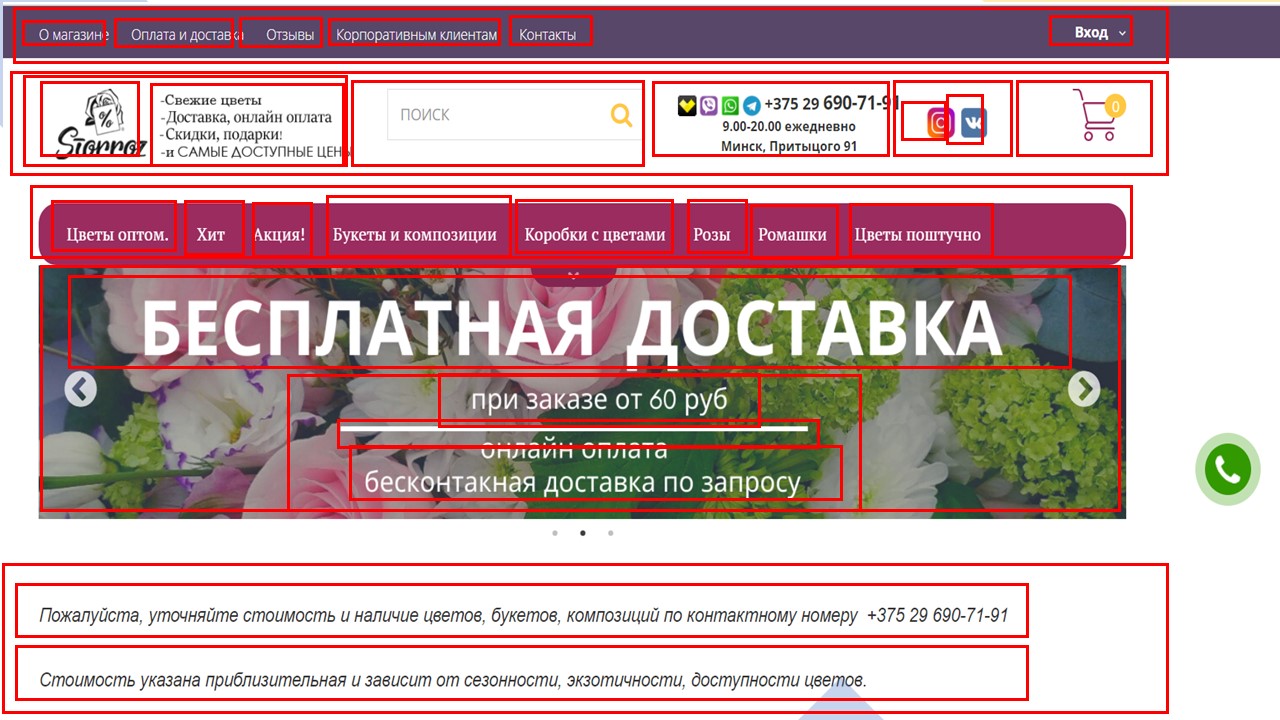 О магазине Оплата и доставка Отзывы Корпоративным клиентам Контакты Вход
%
Storroz
-Свежие цветы
-Доставка, онлайн оплата
-Скидки, подарки!
-и САМЫЕ ДОСТУПНЫЕ ЦЕНЫ
ПОИСК
+375 29 690-71-91
9.00-20.00 ежедневно
Минск, Притыцого 91
0
Цветы оптом. Хит Акция! Букеты и композиции Коробки с цветами Розы Ромашки Цветы поштучно
БЕСПЛАТНАЯ ДОСТАВКА
при заказе от 60 руб
онлайн оплата
бесконтакная доставка по запросу
Пожалуйста, уточняйте стоимость и наличие цветов, букетов, композиций по контактному номеру +375 29 690-71-91
Стоимость указана приблизительная и зависит от сезонности, экзотичности, доступности цветов.